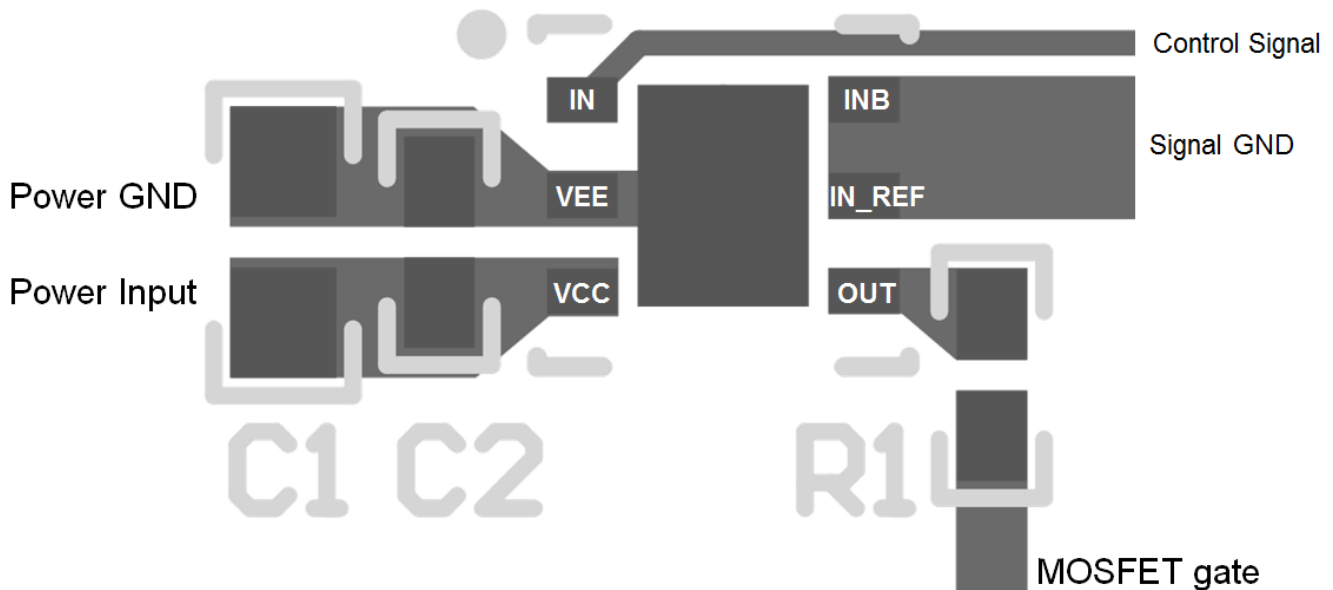 Control Signal
IN
INB
Signal GND
Power GND
VEE
IN_REF
Power Input
VCC
OUT
C1
C2
R1
MOSFET gate